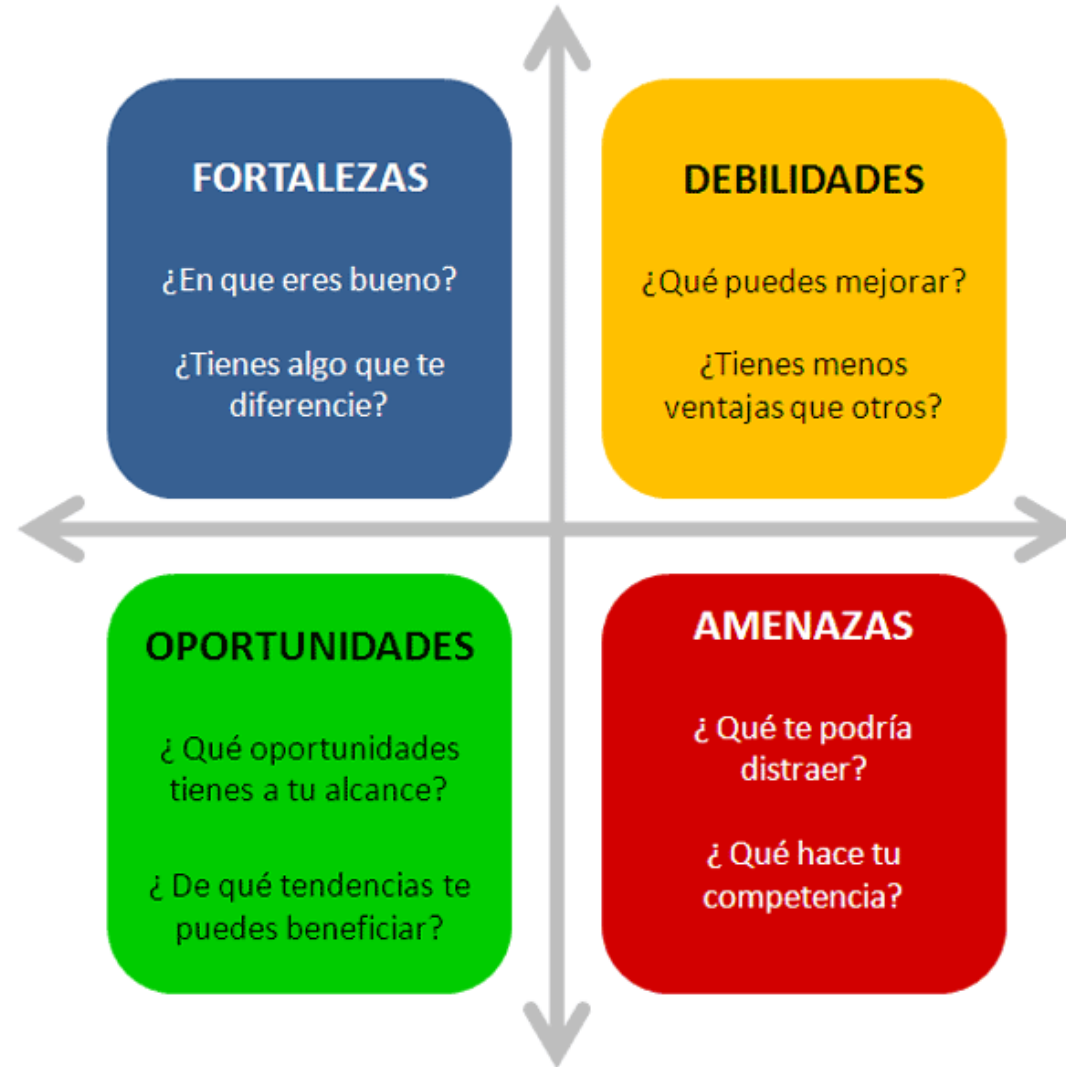 FORTALEZAS
¿En que eres bueno?
¿Tienes algo que te
diferencie?
DEBILIDADES
¿Qué puedes mejorar?
¿Tienes menos
ventajas que otros?
OPORTUNIDADES
¿ Qué oportunidades
tienes a tu alcance?
¿ De qué tendencias te
puedes beneficiar?
AMENAZAS
¿ Qué te podría
distraer?
¿ Qué hace tu
competencia?